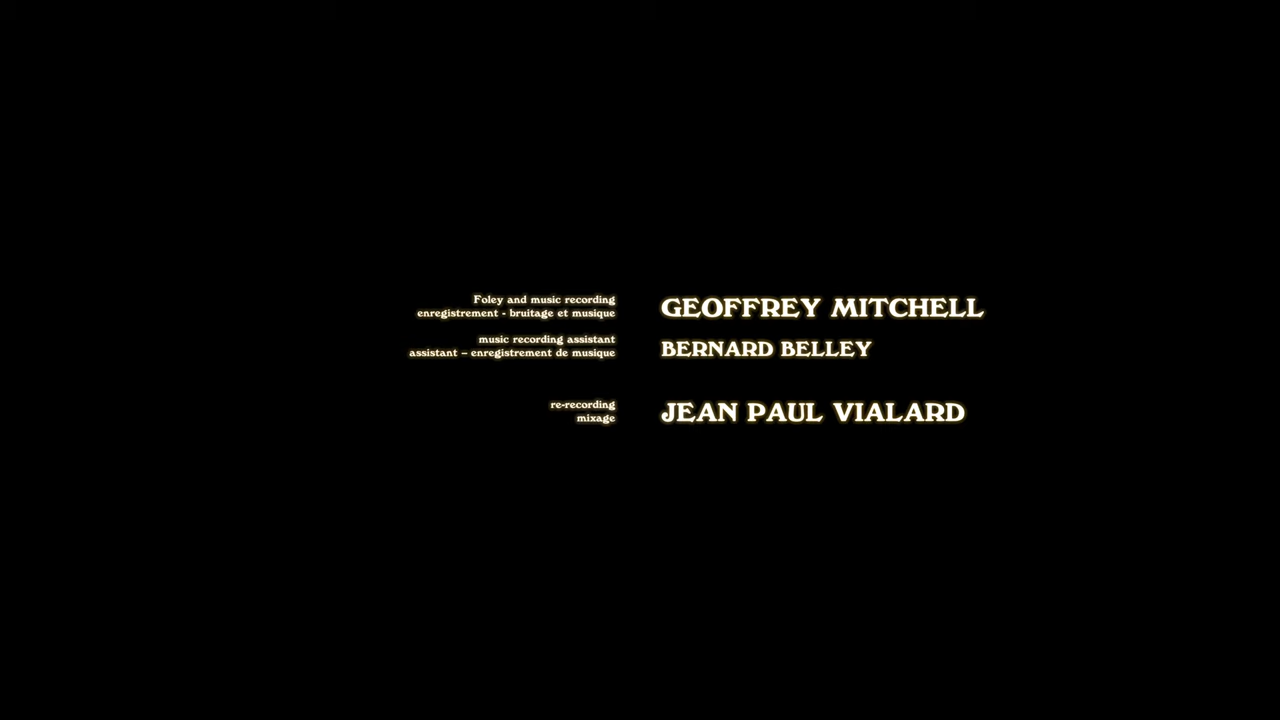 Foley and music recording
enregistrement - bruitage et musique
GEOFFREY MITCHELL
music recording assistant
assistant – enregistrement de musique
BERNARD BELLEY
re-recording
mixage
JEAN PAUL VIALARD